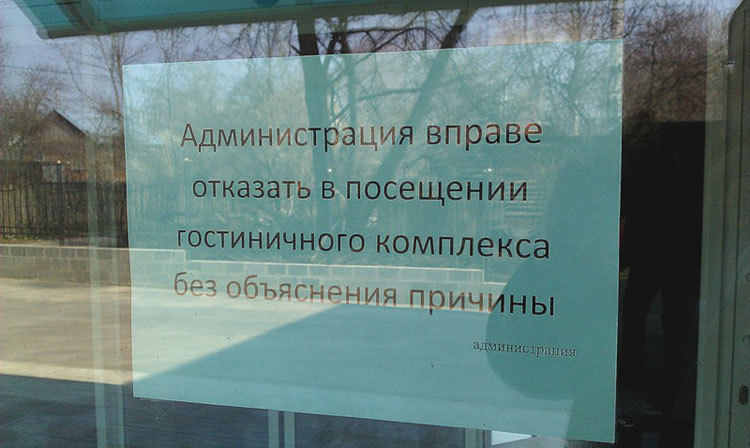 Администрация вправе
отказать в посещении
гостиничного комплекса
без объяснения причины
администрация